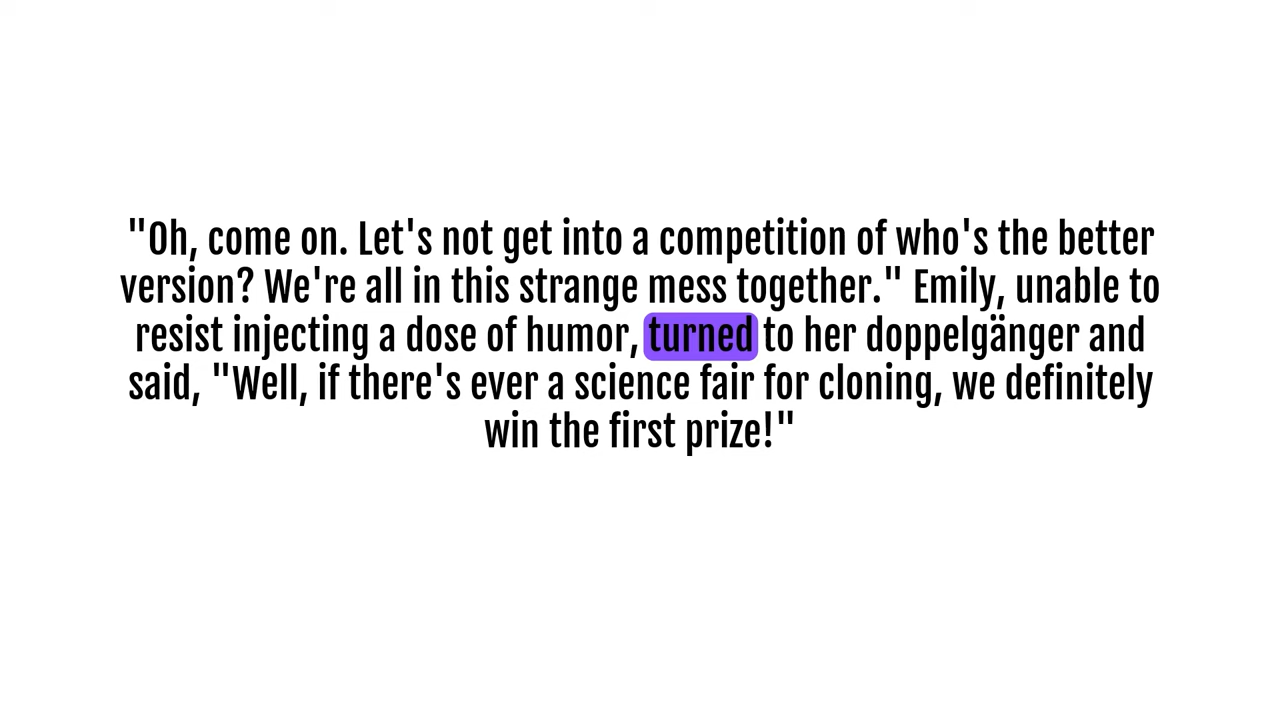 "Oh, come on. Let's not get into a competition of who's the better
version? We're all in this strange mess together." Emily, unable to
resist injecting a dose of humor, turned to her doppelgänger and
said, "Well, if there's ever a science fair for cloning, we definitely
win the first prize!"